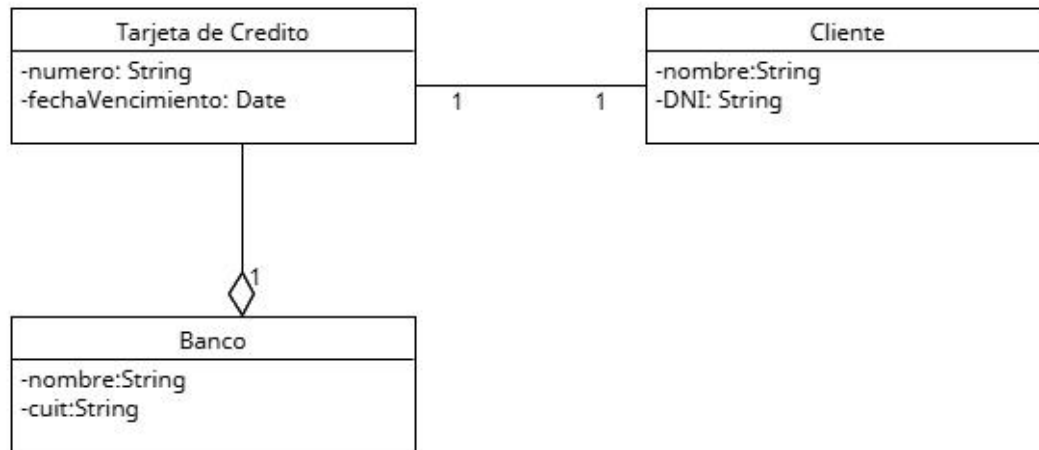 Tarjeta de Credito
-numero: String
-fechaVencimiento: Date
Cliente
-nombre:String
-DNI: String
1
1
1
Banco
-nombre:String
-cuit:String